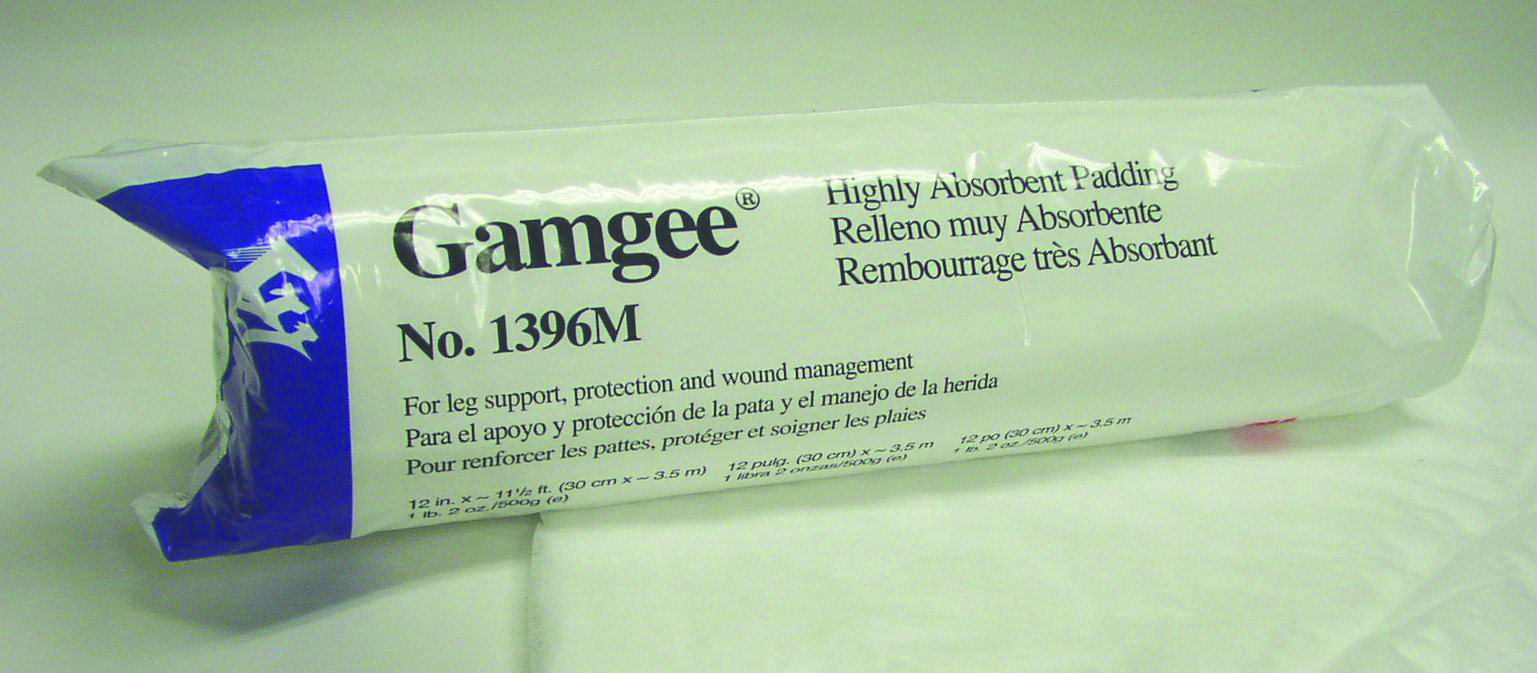 Gamgee®
Highly Absorbent Padding
Relleno muy Absorbente
Rembourrage très Absorbant
No. 1396M
For leg support, protection and wound management
Para el apoyo y protección de la pata y el manejo de la herida
Pour renforcer les pattes, protéger et soigner les plaies
12 in. x ~ 11½ ft. (30 cm x ~ 3.5 m)
1 lb. 2 oz./500g (e)
12 pulg. (30 cm) x ~ 3.5 m
1 libra 2 onzas/500g (e)
12 po (30 cm) x ~ 3.5 m
1 lb. 2 oz./500g (e)